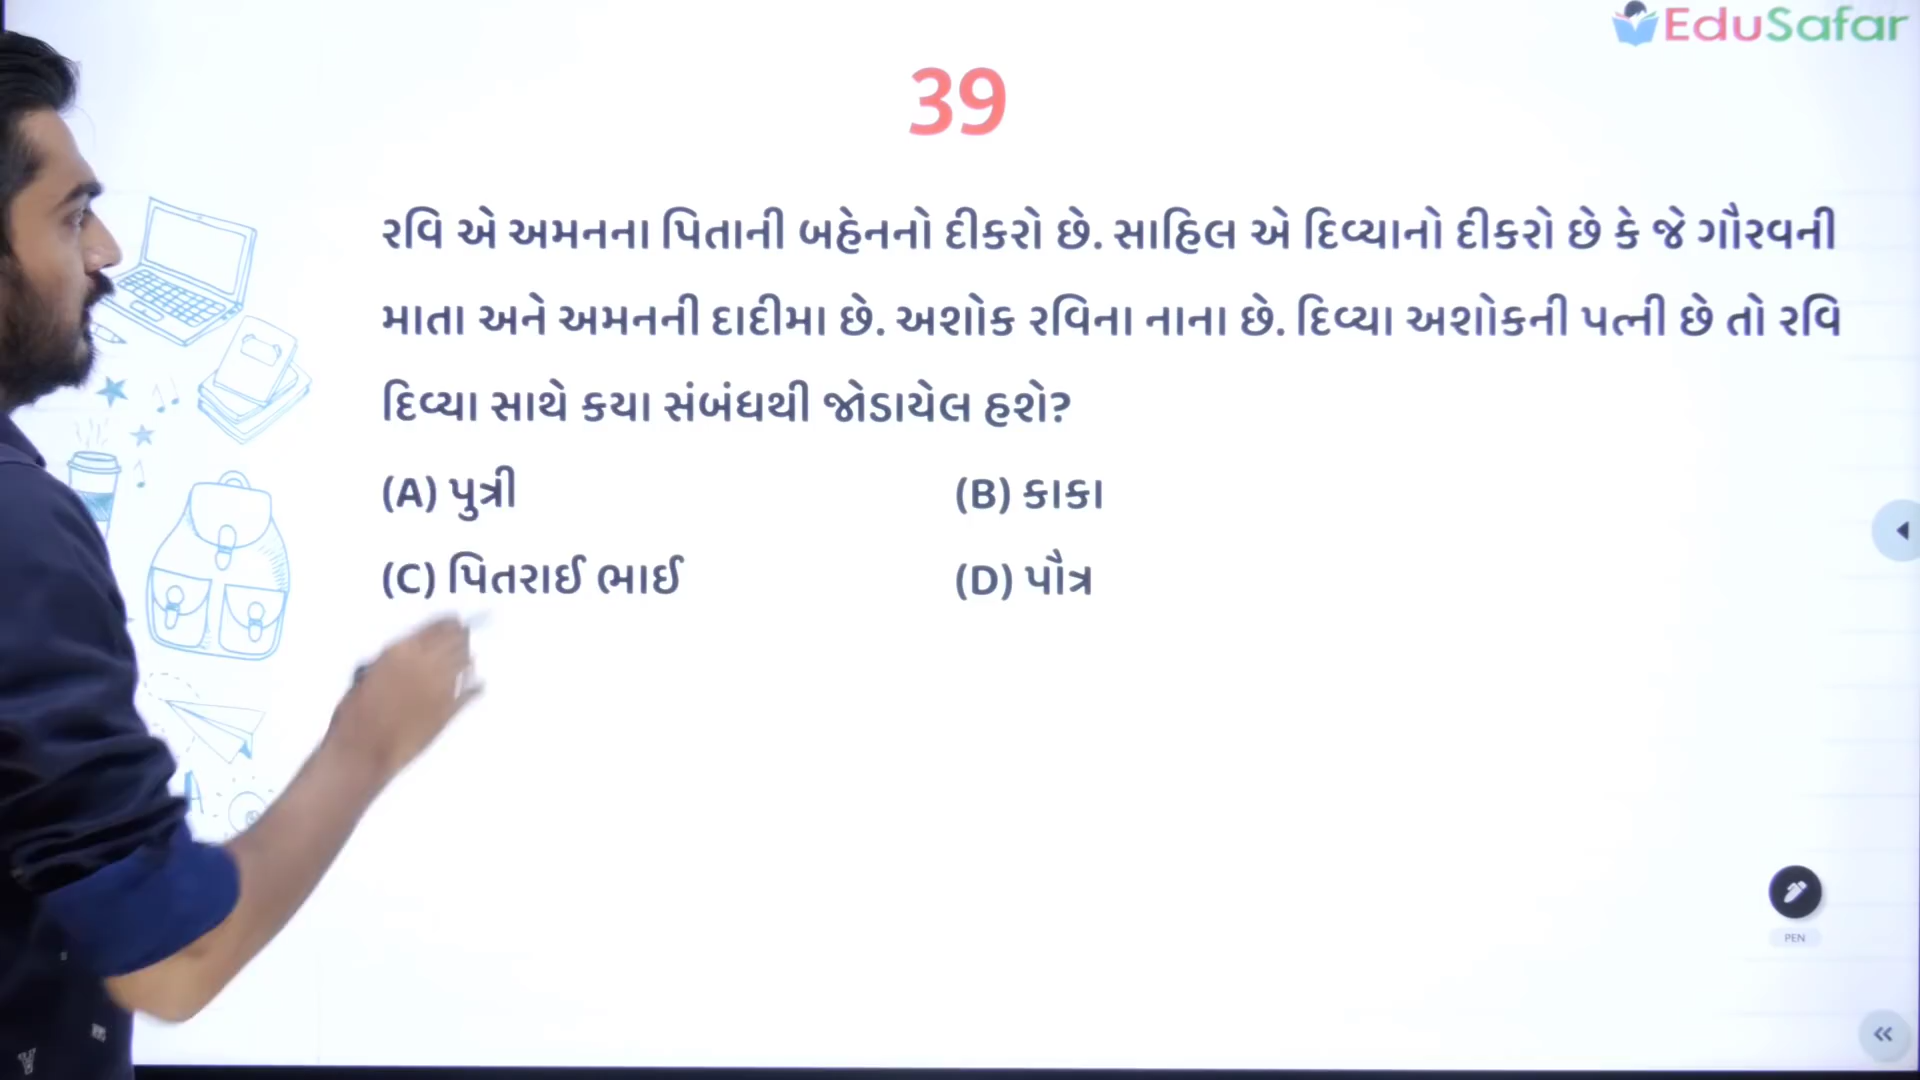 EduSafar
39
રવિ એ અમનના પિતાની બહેનનો દીકરો છે. સાહિલ એ દિવ્યાનો દીકરો છે કે જે ગૌરવની
માતા અને અમનની દાદીમા છે. અશોક રવિના નાના છે. દિવ્યા અશોકની પત્ની છે તો રવિ
દિવ્યા સાથે કયા સંબંધથી જોડાયેલ હશે?
(A) પુત્રી (B) કાકા
(C) પિતરાઈ ભાઈ (D) પૌત્ર
PEN